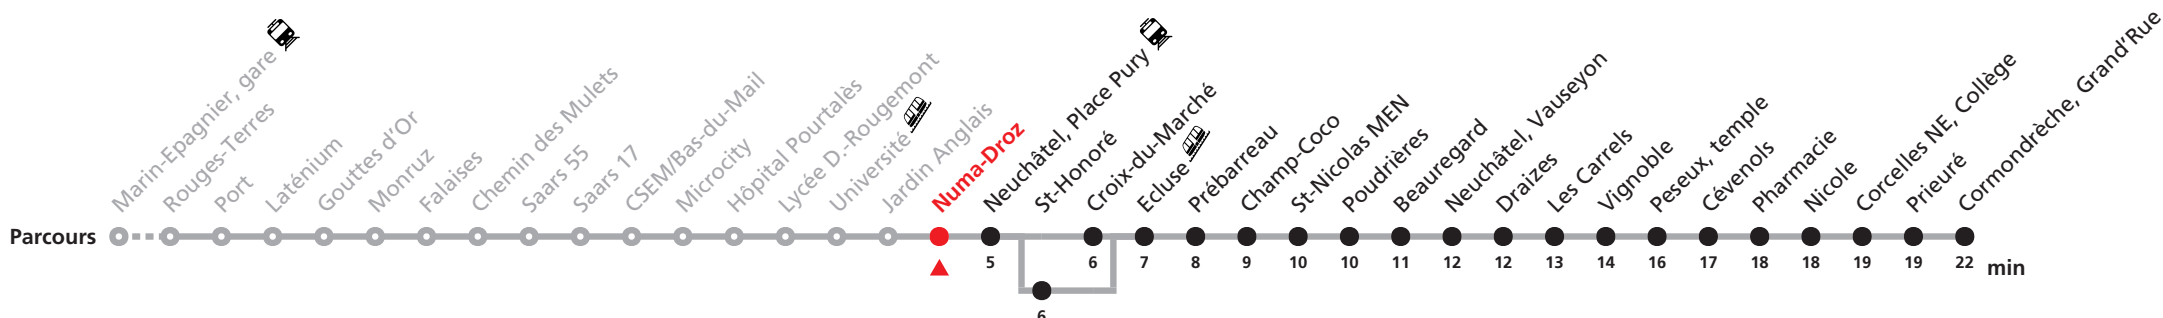 Marin-Epagnier, gare
Rouges-Terres
Port
Laténium
Gouttes d'Or
Monruz
Falaises
Chemin des Mulets
Saars 55
Saars 17
CSEM/Bas-du-Mail
Microcity
Hôpital Pourtalès
Lycée D.-Rougemont
Université
Jardin Anglais
Numa-Droz
Neuchâtel, Place Pury
St-Honoré
Croix-du-Marché
Ecluse
Prébarreau
Champ-Coco
St-Nicolas MEN
Poudrières
Beauregard
Neuchâtel, Vauseyon
Draizes
Les Carrels
Vignoble
Peseux, temple
Cévenols
Pharmacie
Nicole
Corcelles NE, Collège
Prieuré
Cormondrèche, Grand'Rue
Parcours
5 6 7 8 9 10 10 11 12 12 13 14 16 17 18 18 19 19 22 min
6